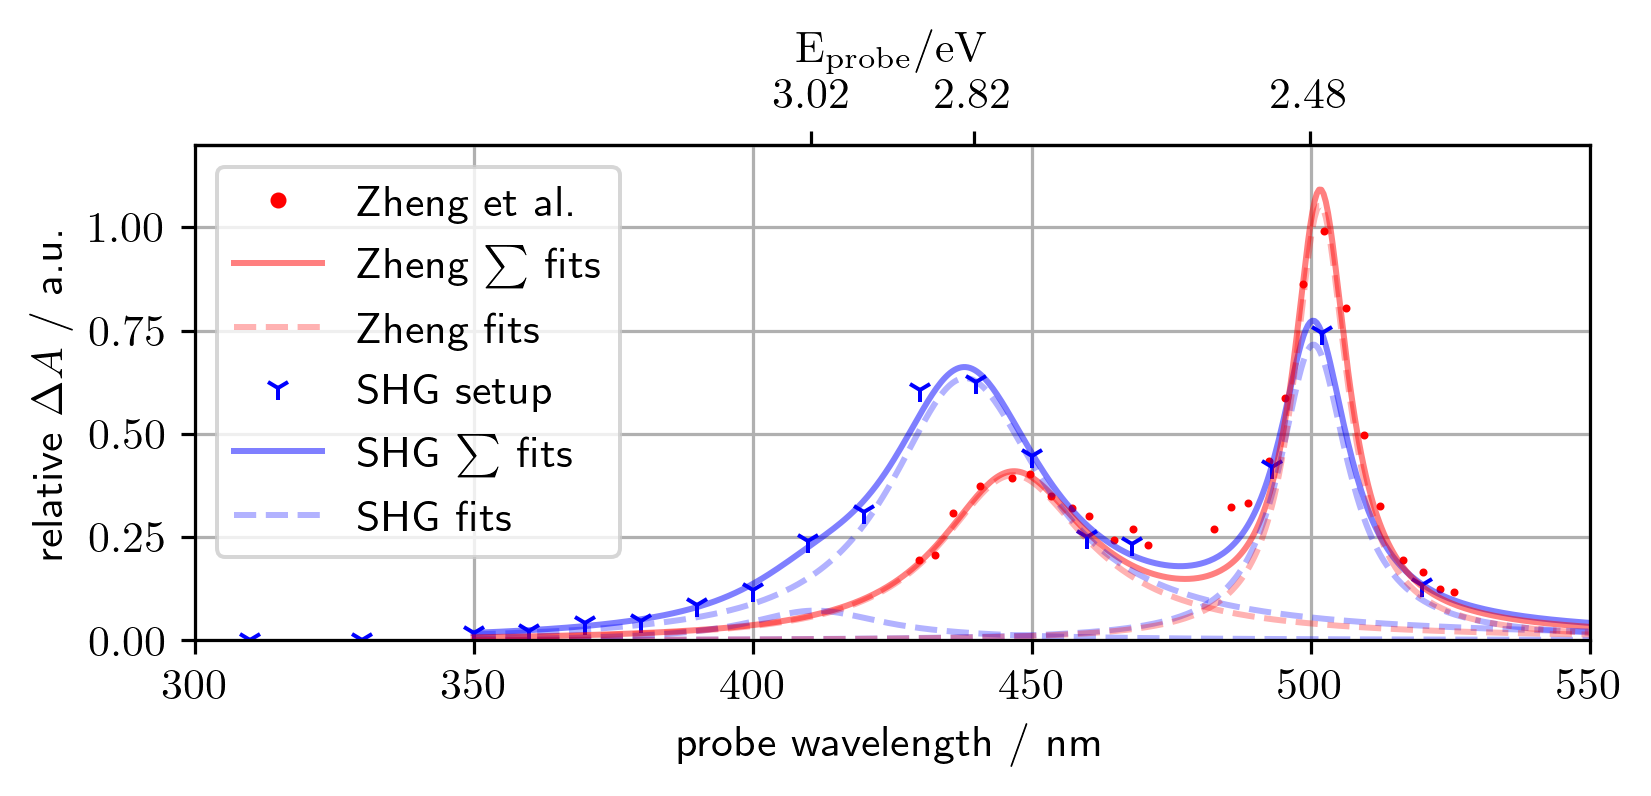 E_probe/eV
3.02 2.82 2.48
Zheng et al.
Zheng ∑ fits
Zheng fits
SHG setup
SHG ∑ fits
SHG fits
relative ΔA / a.u.
1.00
0.75
0.50
0.25
0.00
300 350 400 450 500 550
probe wavelength / nm